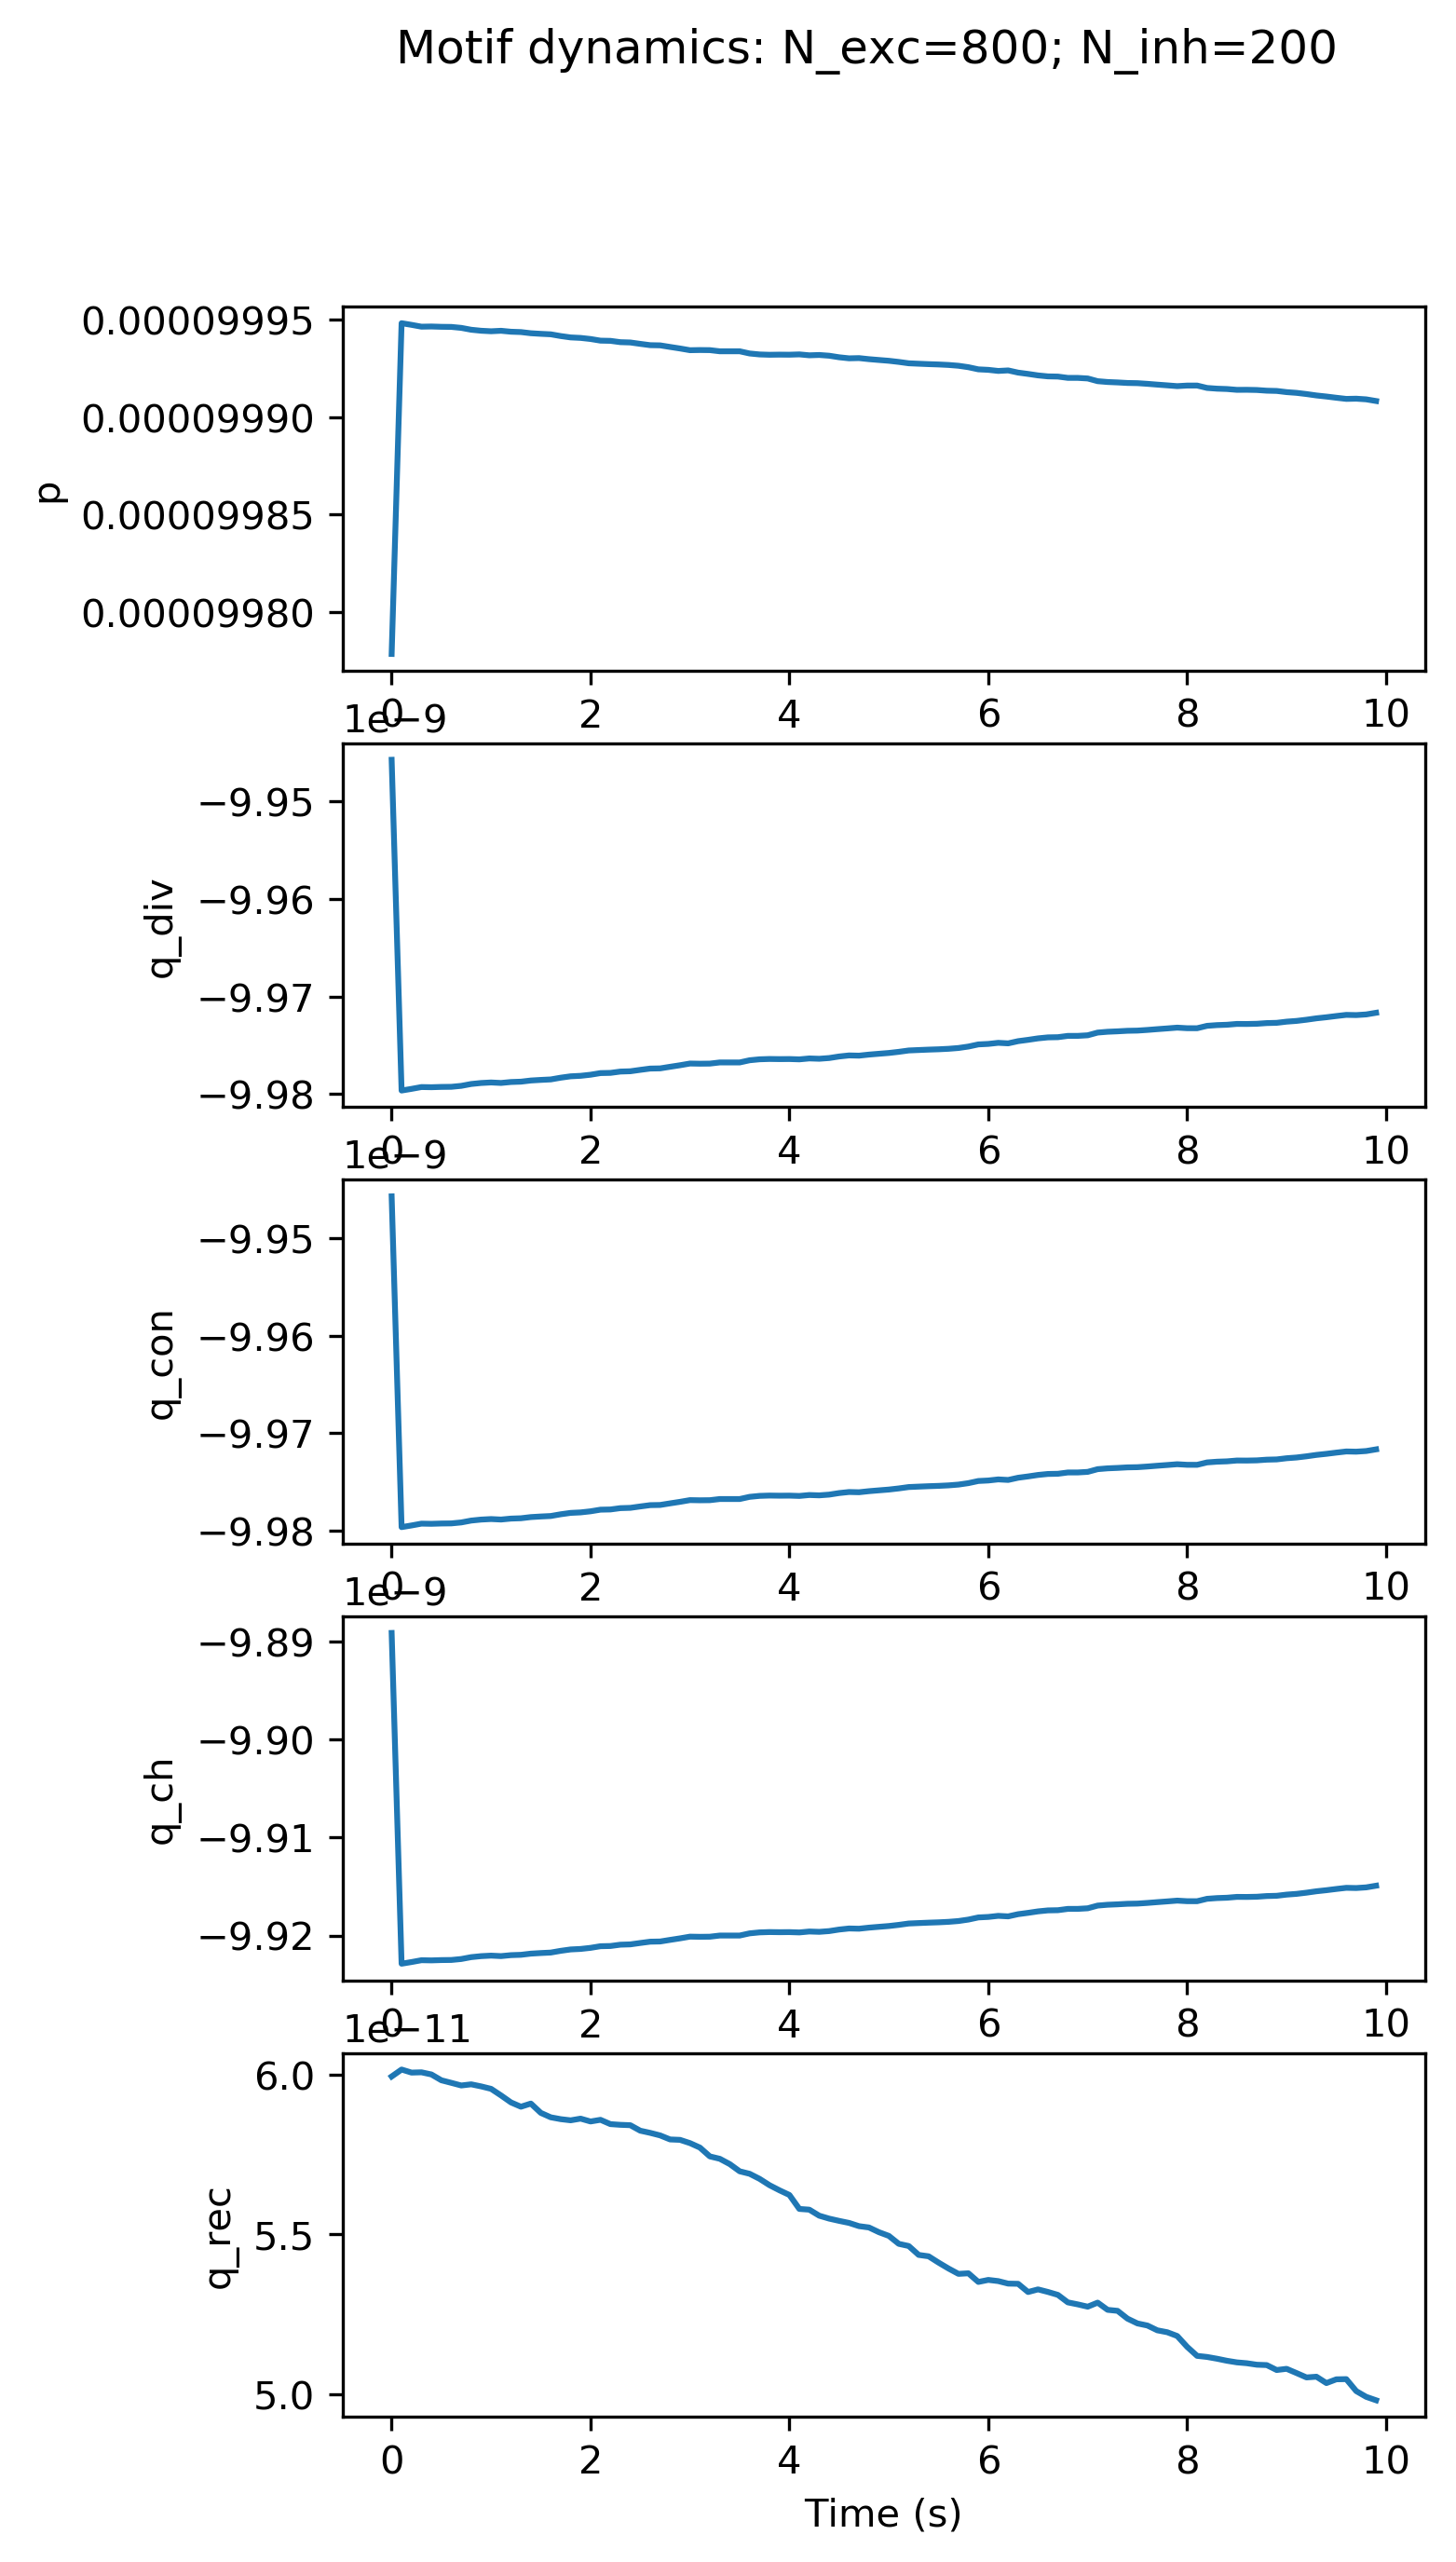 Motif dynamics: N_exc=800; N_inh=200
0.00009995
0.00009990
0.00009985
0.00009980
p
0 2 4 6 8 10
1e−9
−9.95
−9.96
−9.97
−9.98
q_div
0 2 4 6 8 10
1e−9
−9.95
−9.96
−9.97
−9.98
q_con
0 2 4 6 8 10
1e−9
−9.89
−9.90
−9.91
−9.92
q_ch
0 2 4 6 8 10
1e−11
6.0
5.5
5.0
q_rec
0 2 4 6 8 10
Time (s)